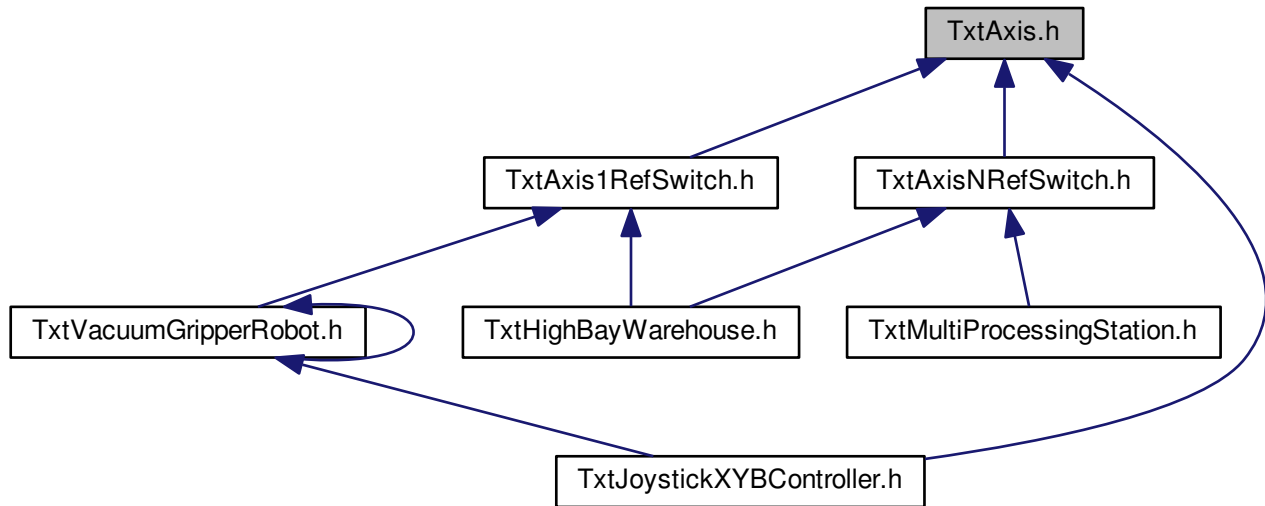 TxtAxis.h
TxtAxis1RefSwitch.h
TxtAxisNRefSwitch.h
TxtVacuumGripperRobot.h
TxtHighBayWarehouse.h
TxtMultiProcessingStation.h
TxtJoystickXYBController.h